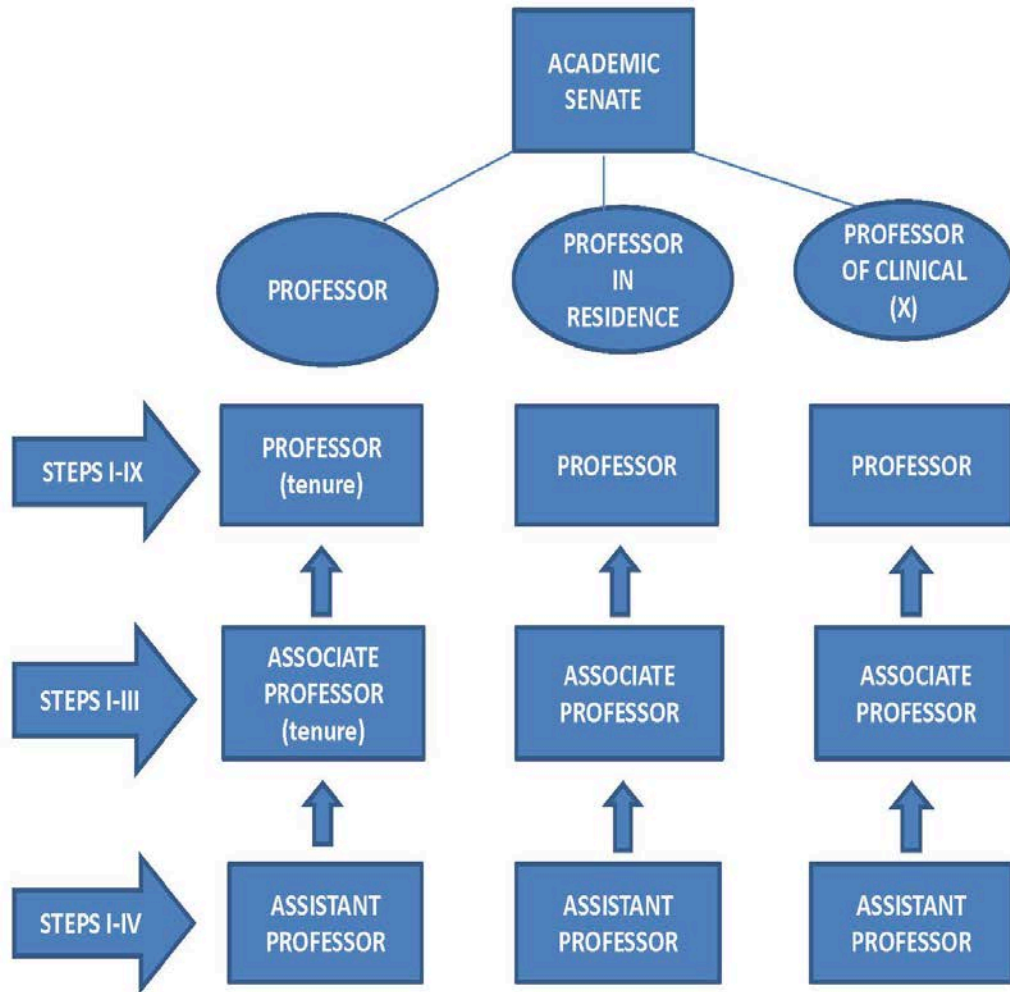 ACADEMIC
SENATE
PROFESSOR
PROFESSOR
IN
RESIDENCE
PROFESSOR
OF CLINICAL
(X)
STEPS I-IX
PROFESSOR
(tenure)
PROFESSOR
PROFESSOR
STEPS I-III
ASSOCIATE
PROFESSOR
(tenure)
ASSOCIATE
PROFESSOR
ASSOCIATE
PROFESSOR
STEPS I-IV
ASSISTANT
PROFESSOR
ASSISTANT
PROFESSOR
ASSISTANT
PROFESSOR